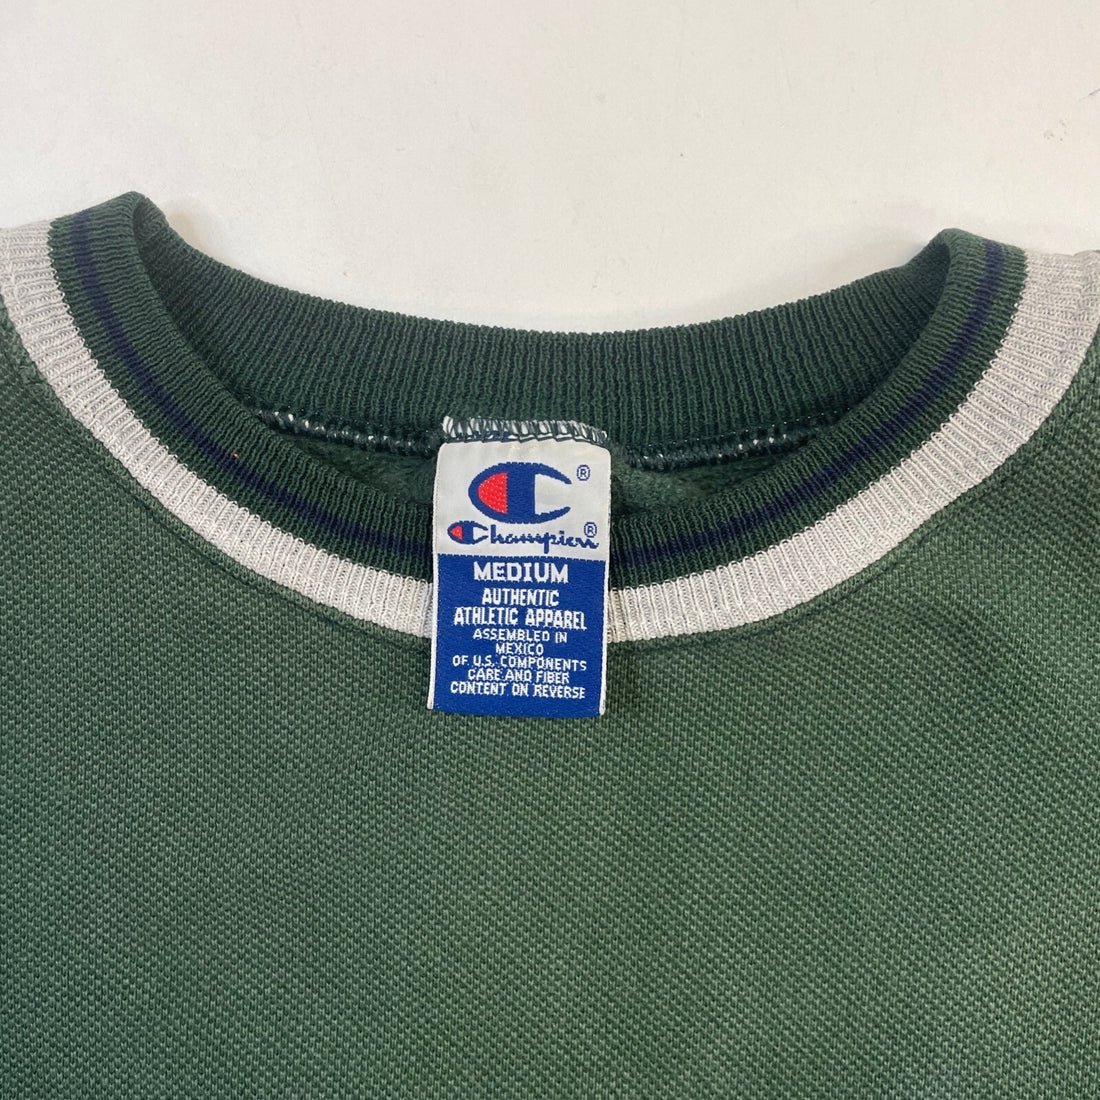 ®
Champion®
MEDIUM
AUTHENTIC
ATHLETIC APPAREL
ASSEMBLED IN
MEXICO
OF U.S. COMPONENTS
CARE AND FIBER
CONTENT ON REVERSE